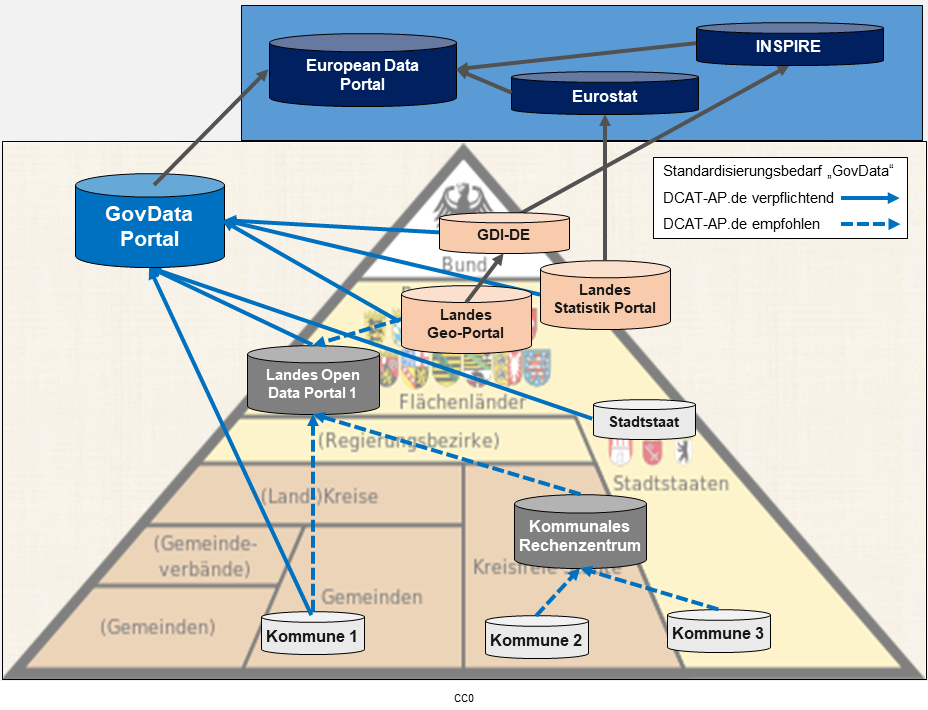 European Data
Portal
INSPIRE
Eurostat
Standardisierungsbedarf „GovData“
DCAT-AP.de verpflichtend
DCAT-AP.de empfohlen
GovData
Portal
GDI-DE
Bund
Landes
Statistik Portal
Landes
Geo-Portal
Landes Open
Data Portal 1
Flächenländer
Stadtstaat
(Regierungsbezirke)
Stadtstaaten
(Land-)Kreise
Kommunales
Rechenzentrum
(Gemeinde-
verbände)
Kreisfreie
Gemeinden
(Gemeinden)
Kommune 1
Kommune 2
Kommune 3
CC0